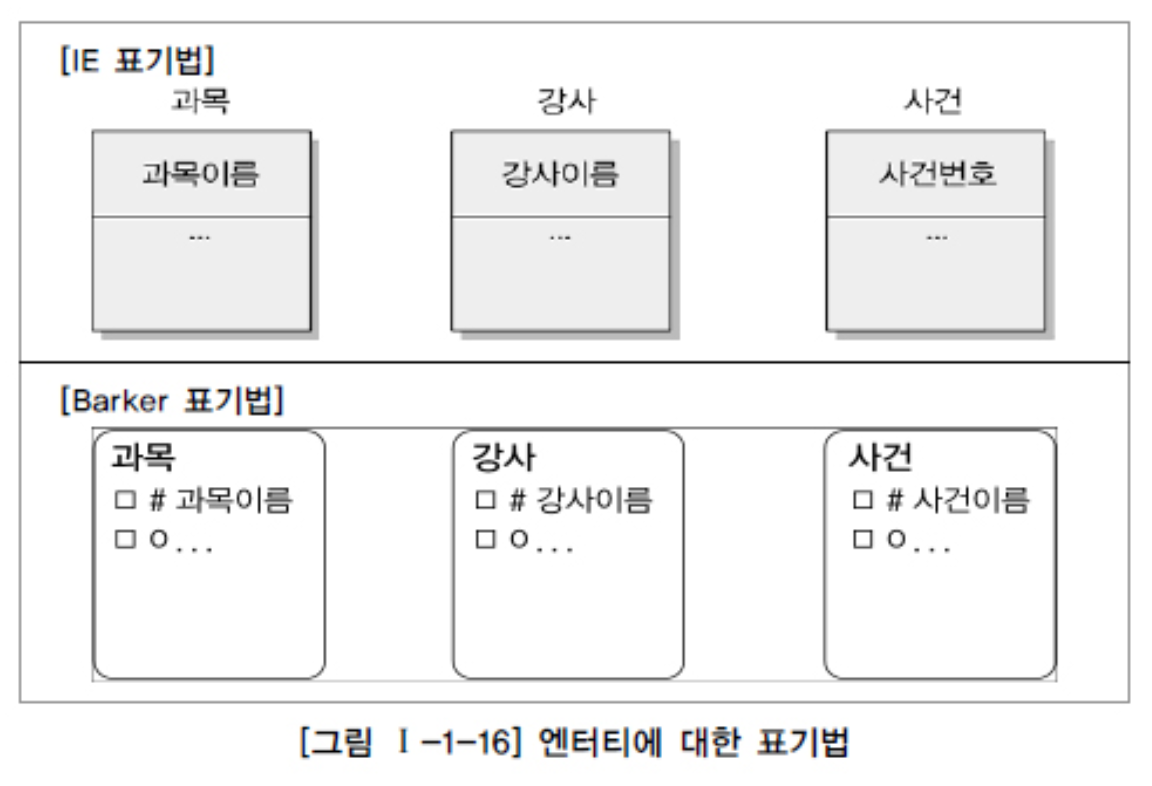 [IE 표기법]
과목 강사 사건
과목이름 강사이름 사건번호
... ... ...
[Barker 표기법]
과목 강사 사건
□ # 과목이름 □ # 강사이름 □ # 사건이름
□ ο... □ ο... □ ο...
[그림 Ⅰ-1-16] 엔터티에 대한 표기법